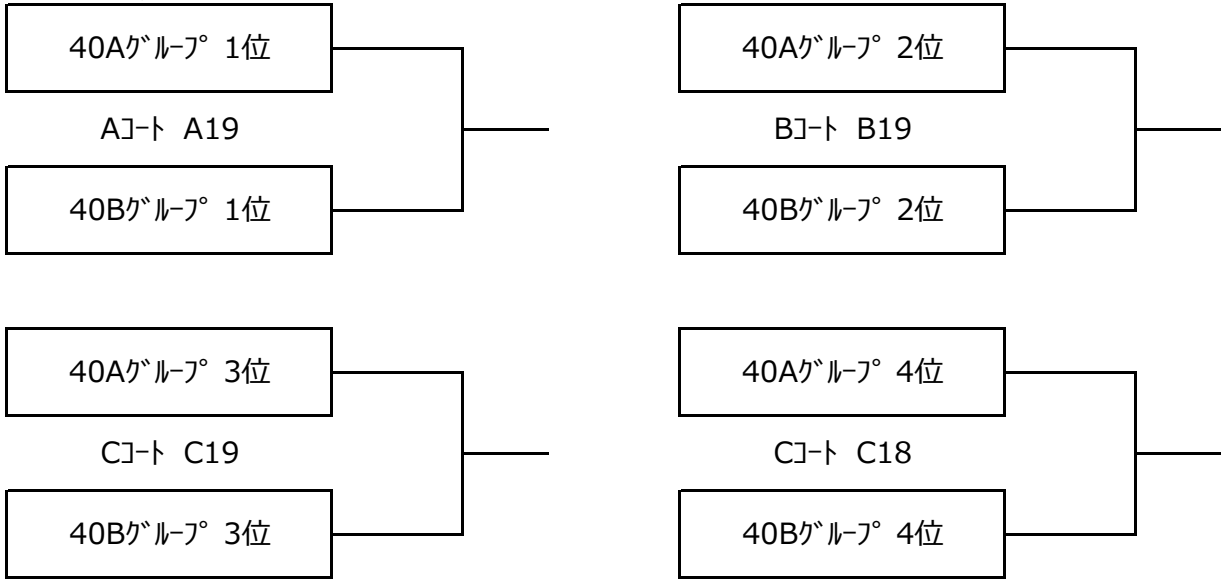 40Aｸﾞﾙｰﾌﾟ 1位
Aｺｰﾄ A19
40Bｸﾞﾙｰﾌﾟ 1位
40Aｸﾞﾙｰﾌﾟ 2位
Bｺｰﾄ B19
40Bｸﾞﾙｰﾌﾟ 2位
40Aｸﾞﾙｰﾌﾟ 3位
Cｺｰﾄ C19
40Bｸﾞﾙｰﾌﾟ 3位
40Aｸﾞﾙｰﾌﾟ 4位
Cｺｰﾄ C18
40Bｸﾞﾙｰﾌﾟ 4位